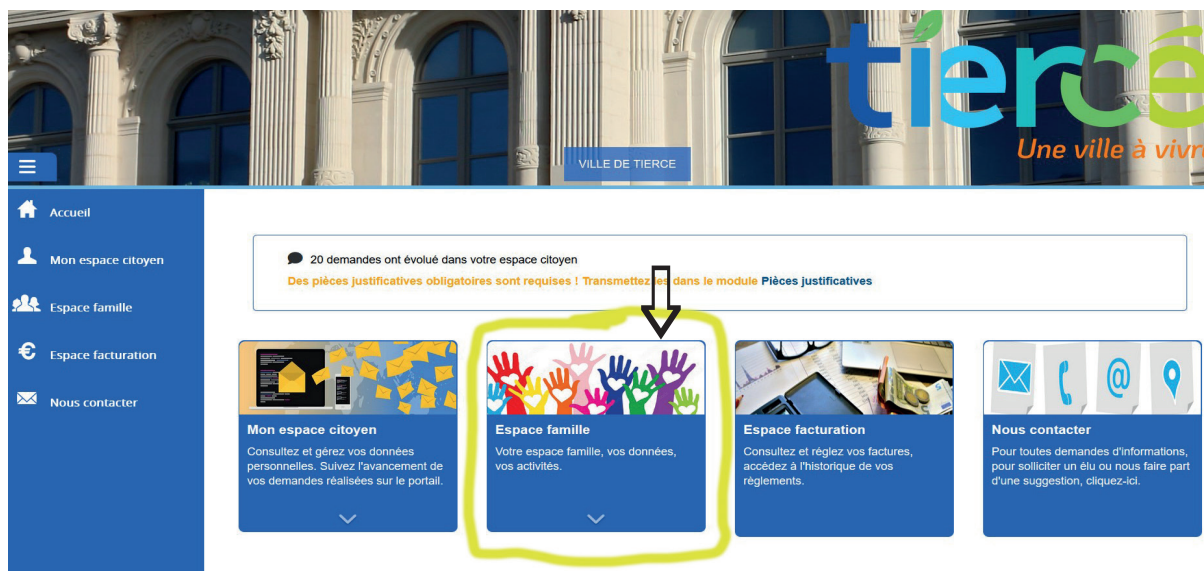 tiercé
Une ville à vivr
VILLE DE TIERCE
Accueil
Mon espace citoyen
Espace famille
Espace facturation
Nous contacter
20 demandes ont évolué dans votre espace citoyen
Des pièces justificatives obligatoires sont requises ! Transmettez les dans le module Pièces justificatives
Mon espace citoyen
Consultez et gérez vos données
personnelles. Suivez l'avancement de
vos demandes réalisées sur le portail.
Espace famille
Votre espace famille, vos données,
vos activités.
Espace facturation
Consultez et réglez vos factures,
accédez à l'historique de vos
règlements.
Nous contacter
Pour toutes demandes d'informations,
pour solliciter un élu ou nous faire part
d'une suggestion, cliquez-ici.